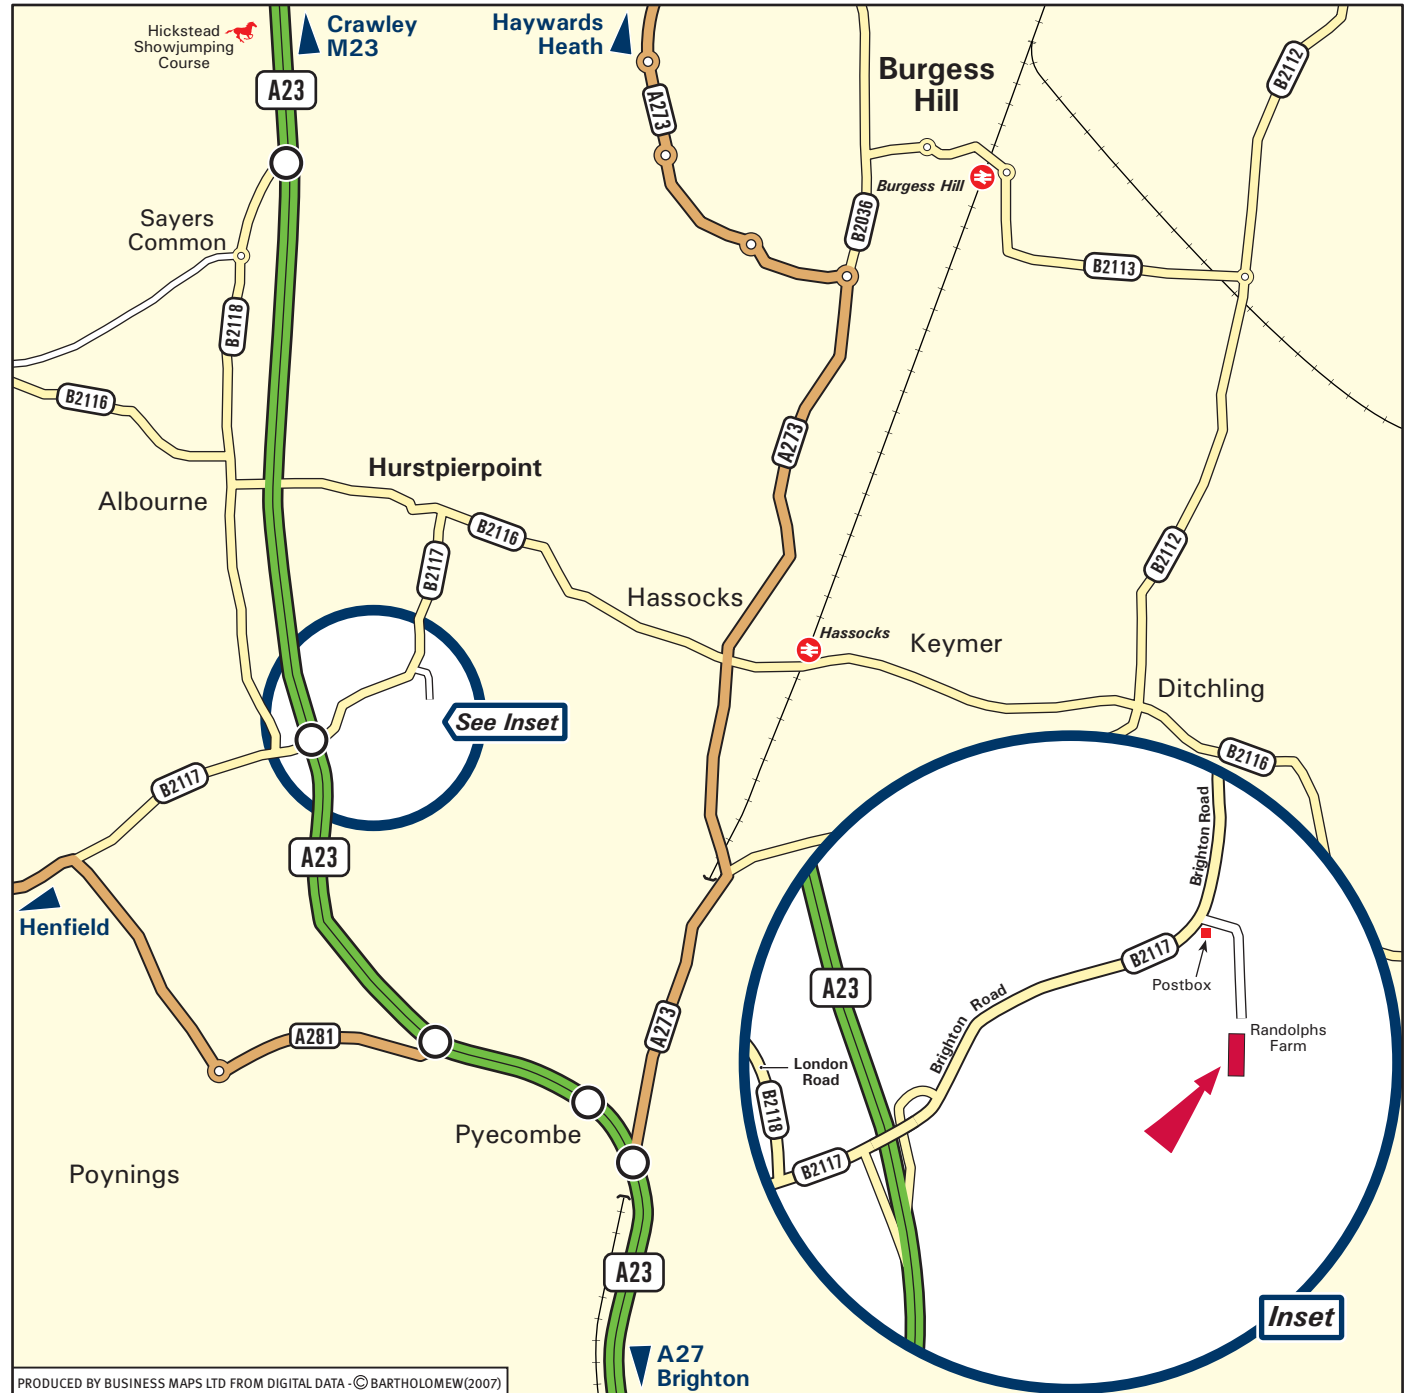 Hickstead
Showjumping
Course
Crawley
M23
Haywards
Heath
Burgess
Hill
B2112
A23
A273
Burgess Hill
B2036
Sayers
Common
B2113
B2118
B2116
A273
Hurstpierpoint
Albourne
B2116
B2117
B2112
Hassocks
Hassocks
Keymer
Ditchling
See Inset
B2116
B2117
A23
Henfield
A273
A281
Pyecombe
Poynings
A23
A27
Brighton
Brighton Road
B2117
Postbox
A23
Brighton Road
Randolphs
Farm
London
Road
B2118
B2117
Inset
PRODUCED BY BUSINESS MAPS LTD FROM DIGITAL DATA - © BARTHOLOMEW(2007)